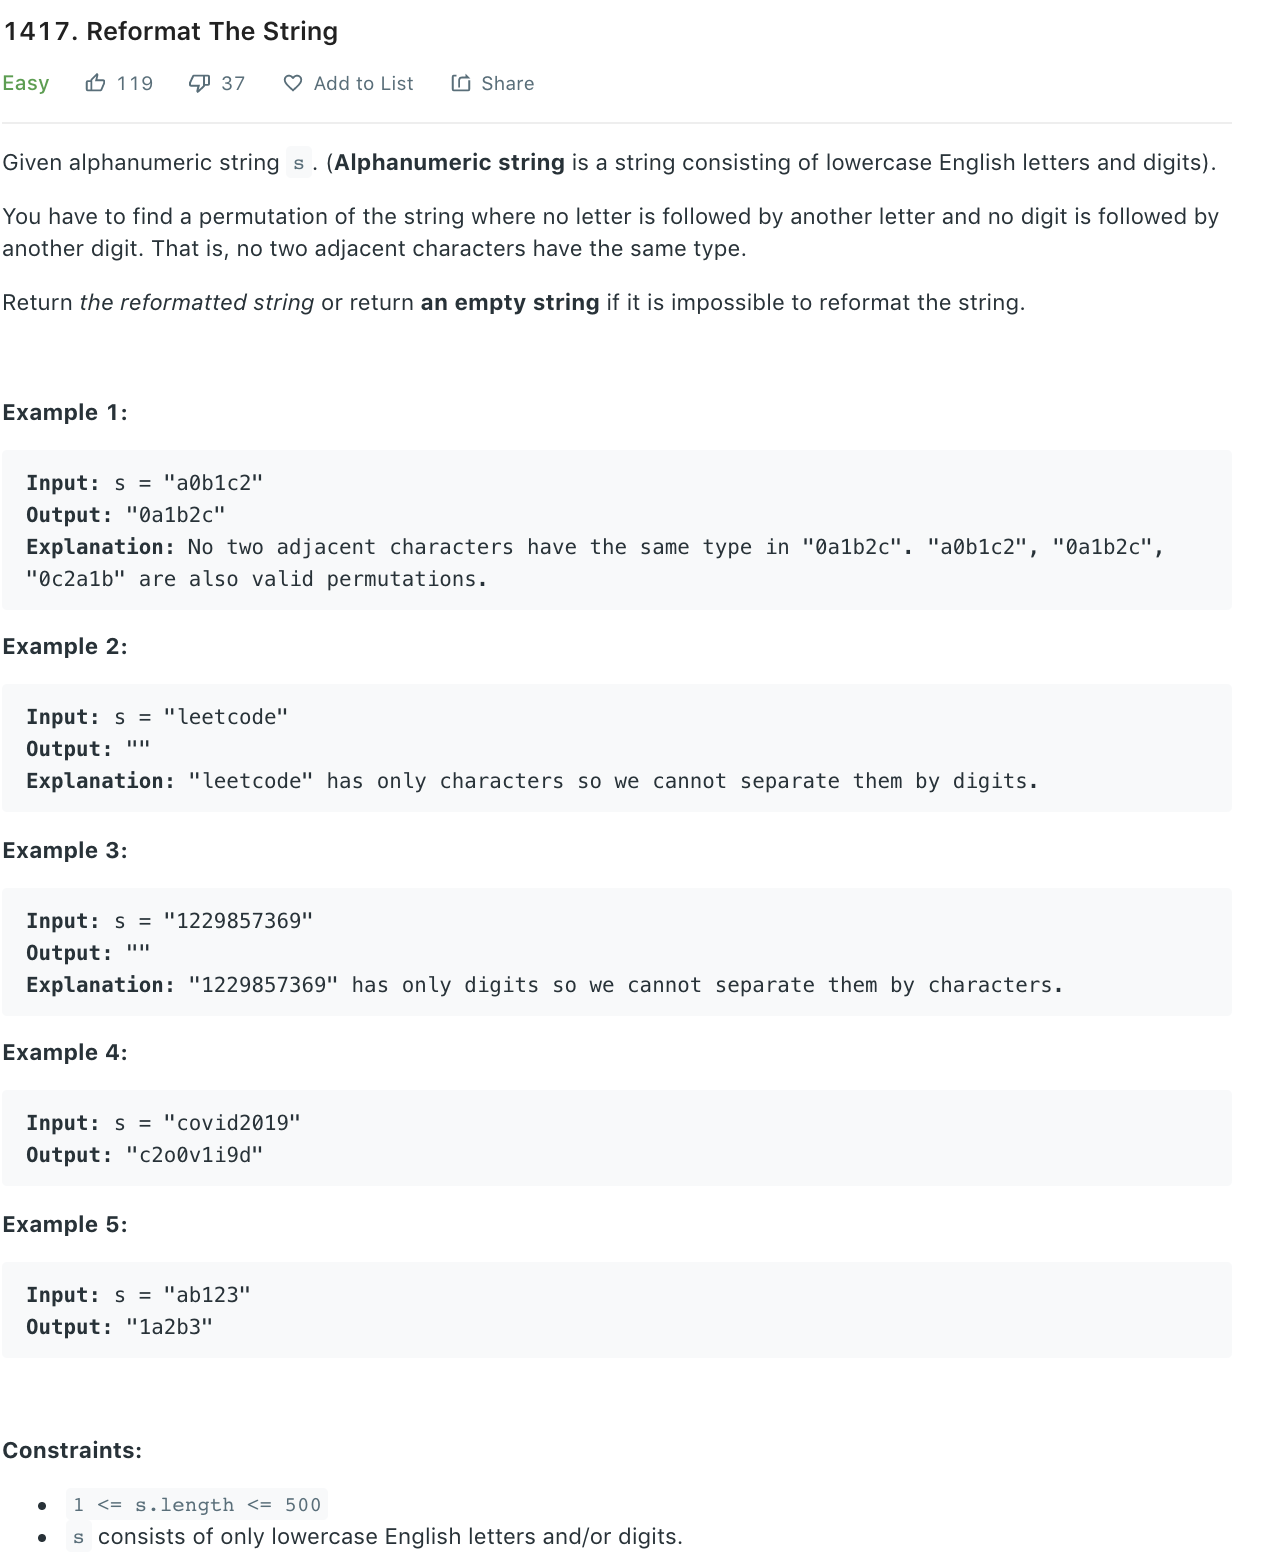 1417. Reformat The String
Easy 119 37 Add to List Share
Given alphanumeric string s. (Alphanumeric string is a string consisting of lowercase English letters and digits).
You have to find a permutation of the string where no letter is followed by another letter and no digit is followed by
another digit. That is, no two adjacent characters have the same type.
Return the reformatted string or return an empty string if it is impossible to reformat the string.
Example 1:
Input: s = "a0b1c2"
Output: "0a1b2c"
Explanation: No two adjacent characters have the same type in "0a1b2c". "a0b1c2", "0a1b2c",
"0c2a1b" are also valid permutations.
Example 2:
Input: s = "leetcode"
Output: ""
Explanation: "leetcode" has only characters so we cannot separate them by digits.
Example 3:
Input: s = "1229857369"
Output: ""
Explanation: "1229857369" has only digits so we cannot separate them by characters.
Example 4:
Input: s = "covid2019"
Output: "c2o0v1i9d"
Example 5:
Input: s = "ab123"
Output: "1a2b3"
Constraints:
• 1 <= s.length <= 500
• s consists of only lowercase English letters and/or digits.